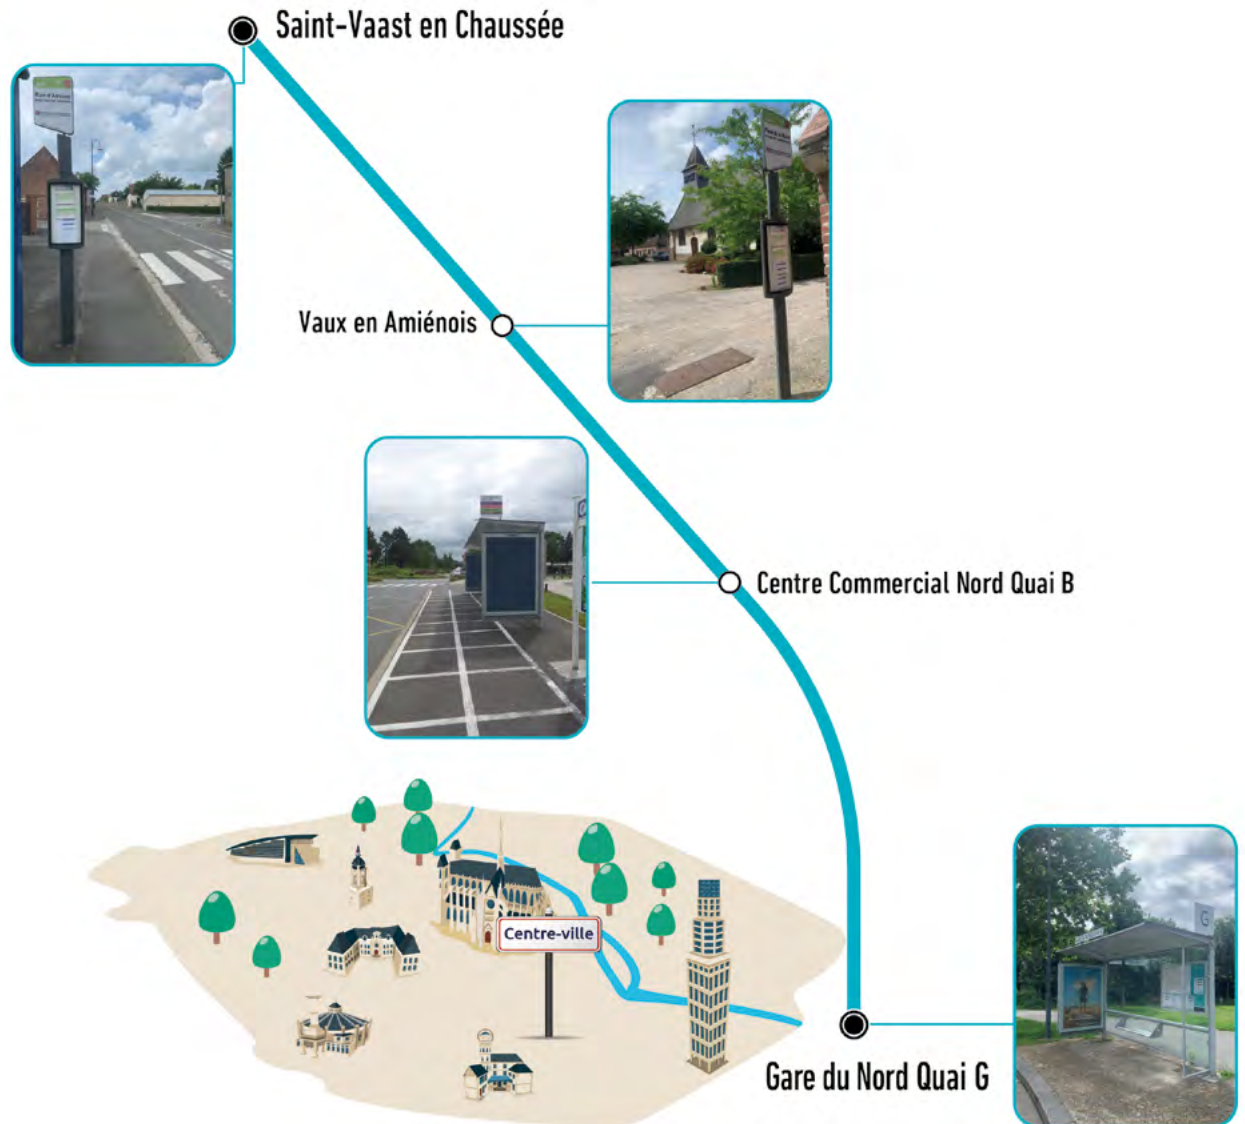 Saint-Vaast en Chaussée
Vaux en Amiénois
Centre Commercial Nord Quai B
Centre-ville
G
Gare du Nord Quai G